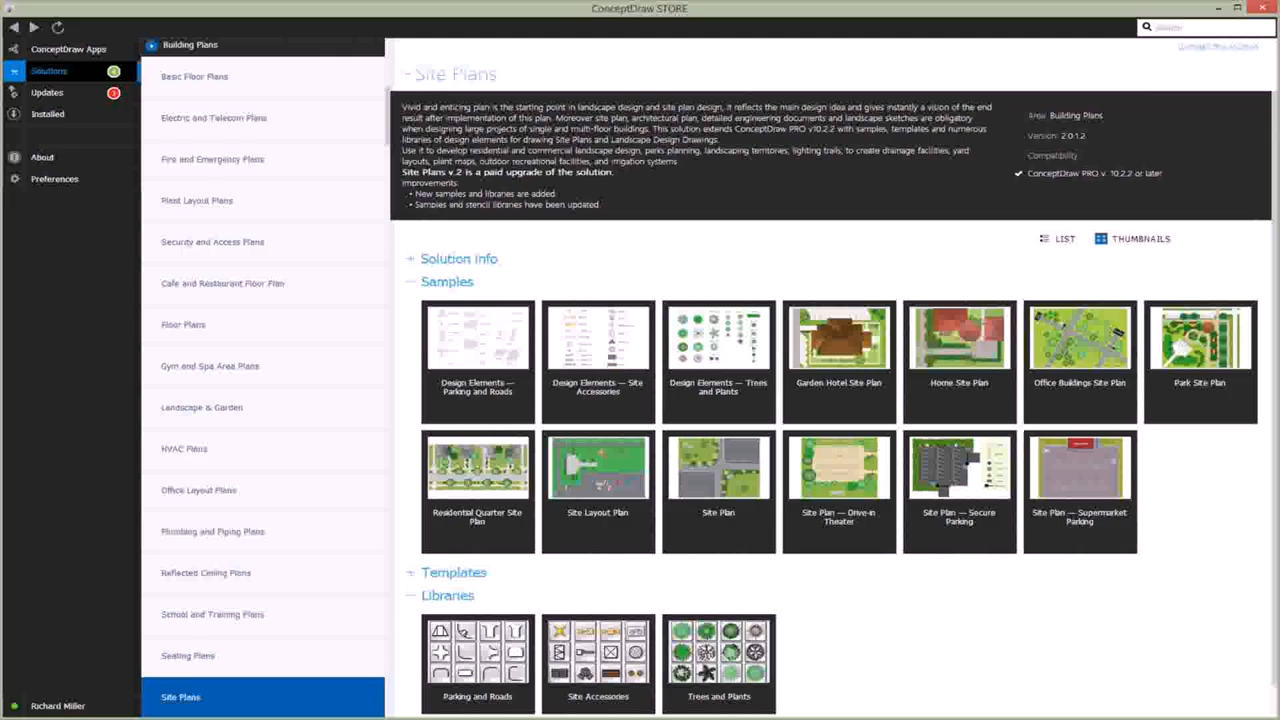 ConceptDraw STORE
ConceptDraw Apps
Solutions
Updates
Installed
About
Preferences
Richard Miller
Building Plans
Basic Floor Plans
Electric and Telecom Plans
Fire and Emergency Plans
Plant Layout Plans
Security and Access Plans
Cafe and Restaurant Floor Plan
Floor Plans
Gym and Spa Area Plans
Landscape & Garden
HVAC Plans
Office Layout Plans
Plumbing and Piping Plans
Reflected Ceiling Plans
School and Training Plans
Seating Plans
Site Plans
Site Plans
Vivid and enticing plan is the starting point in landscape design and site plan design, it reflects the main design idea and gives instantly a vision of the end
result after implementation of this plan. Moreover site plan, architectural plan, detailed engineering documents and landscape sketches are obligatory
when designing large projects of single and multi-floor buildings. This solution extends ConceptDraw PRO v10.2.2 with samples, templates and numerous
libraries of design elements for drawing Site Plans and Landscape Design Drawings.
Use it to develop residential and commercial landscape design, parks planning, landscaping territories, lighting trails, to create drainage facilities, yard
layouts, plant maps, outdoor recreational facilities, and irrigation systems
Site Plans v.2 is a paid upgrade of the solution.
Improvements:
• New samples and libraries are added.
• Samples and stencil libraries have been updated.
Area: Building Plans
Version: 2.0.1.2
Compatibility
ConceptDraw PRO v. 10.2.2 or later
LIST THUMBNAILS
Solution info
Samples
Design Elements —
Parking and Roads
Design Elements — Site
Accessories
Design Elements — Trees
and Plants
Garden Hotel Site Plan
Home Site Plan
Office Buildings Site Plan
Park Site Plan
Residential Quarter Site
Plan
Site Layout Plan
Site Plan
Site Plan — Drive-in
Theater
Site Plan — Secure
Parking
Site Plan — Supermarket
Parking
Templates
Libraries
Parking and Roads
Site Accessories
Trees and Plants